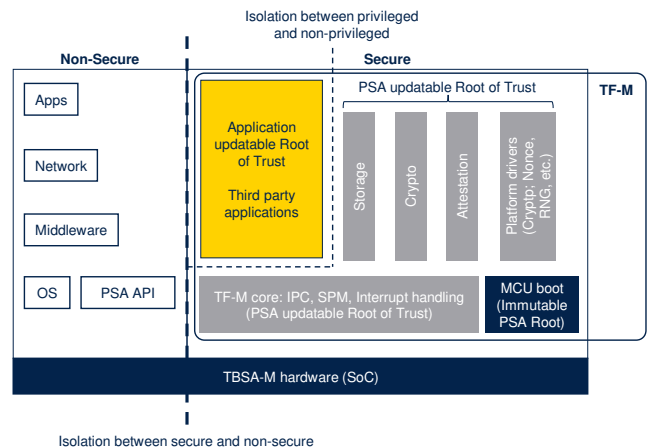 Isolation between privileged
and non-privileged
Non-Secure
Secure
TF-M
Apps
Network
Middleware
OS
PSA API
Application
updatable Root
of Trust
Third party
applications
PSA updatable Root of Trust
Storage
Crypto
Attestation
Platform drivers
(Cryptp; Nonce,
RNG, etc.)
TF-M core: IPC, SPM, Interrupt handling
(PSA updatable Root of Trust)
MCU boot
(Immutable
PSA Root)
TBSA-M hardware (SoC)
Isolation between secure and non-secure